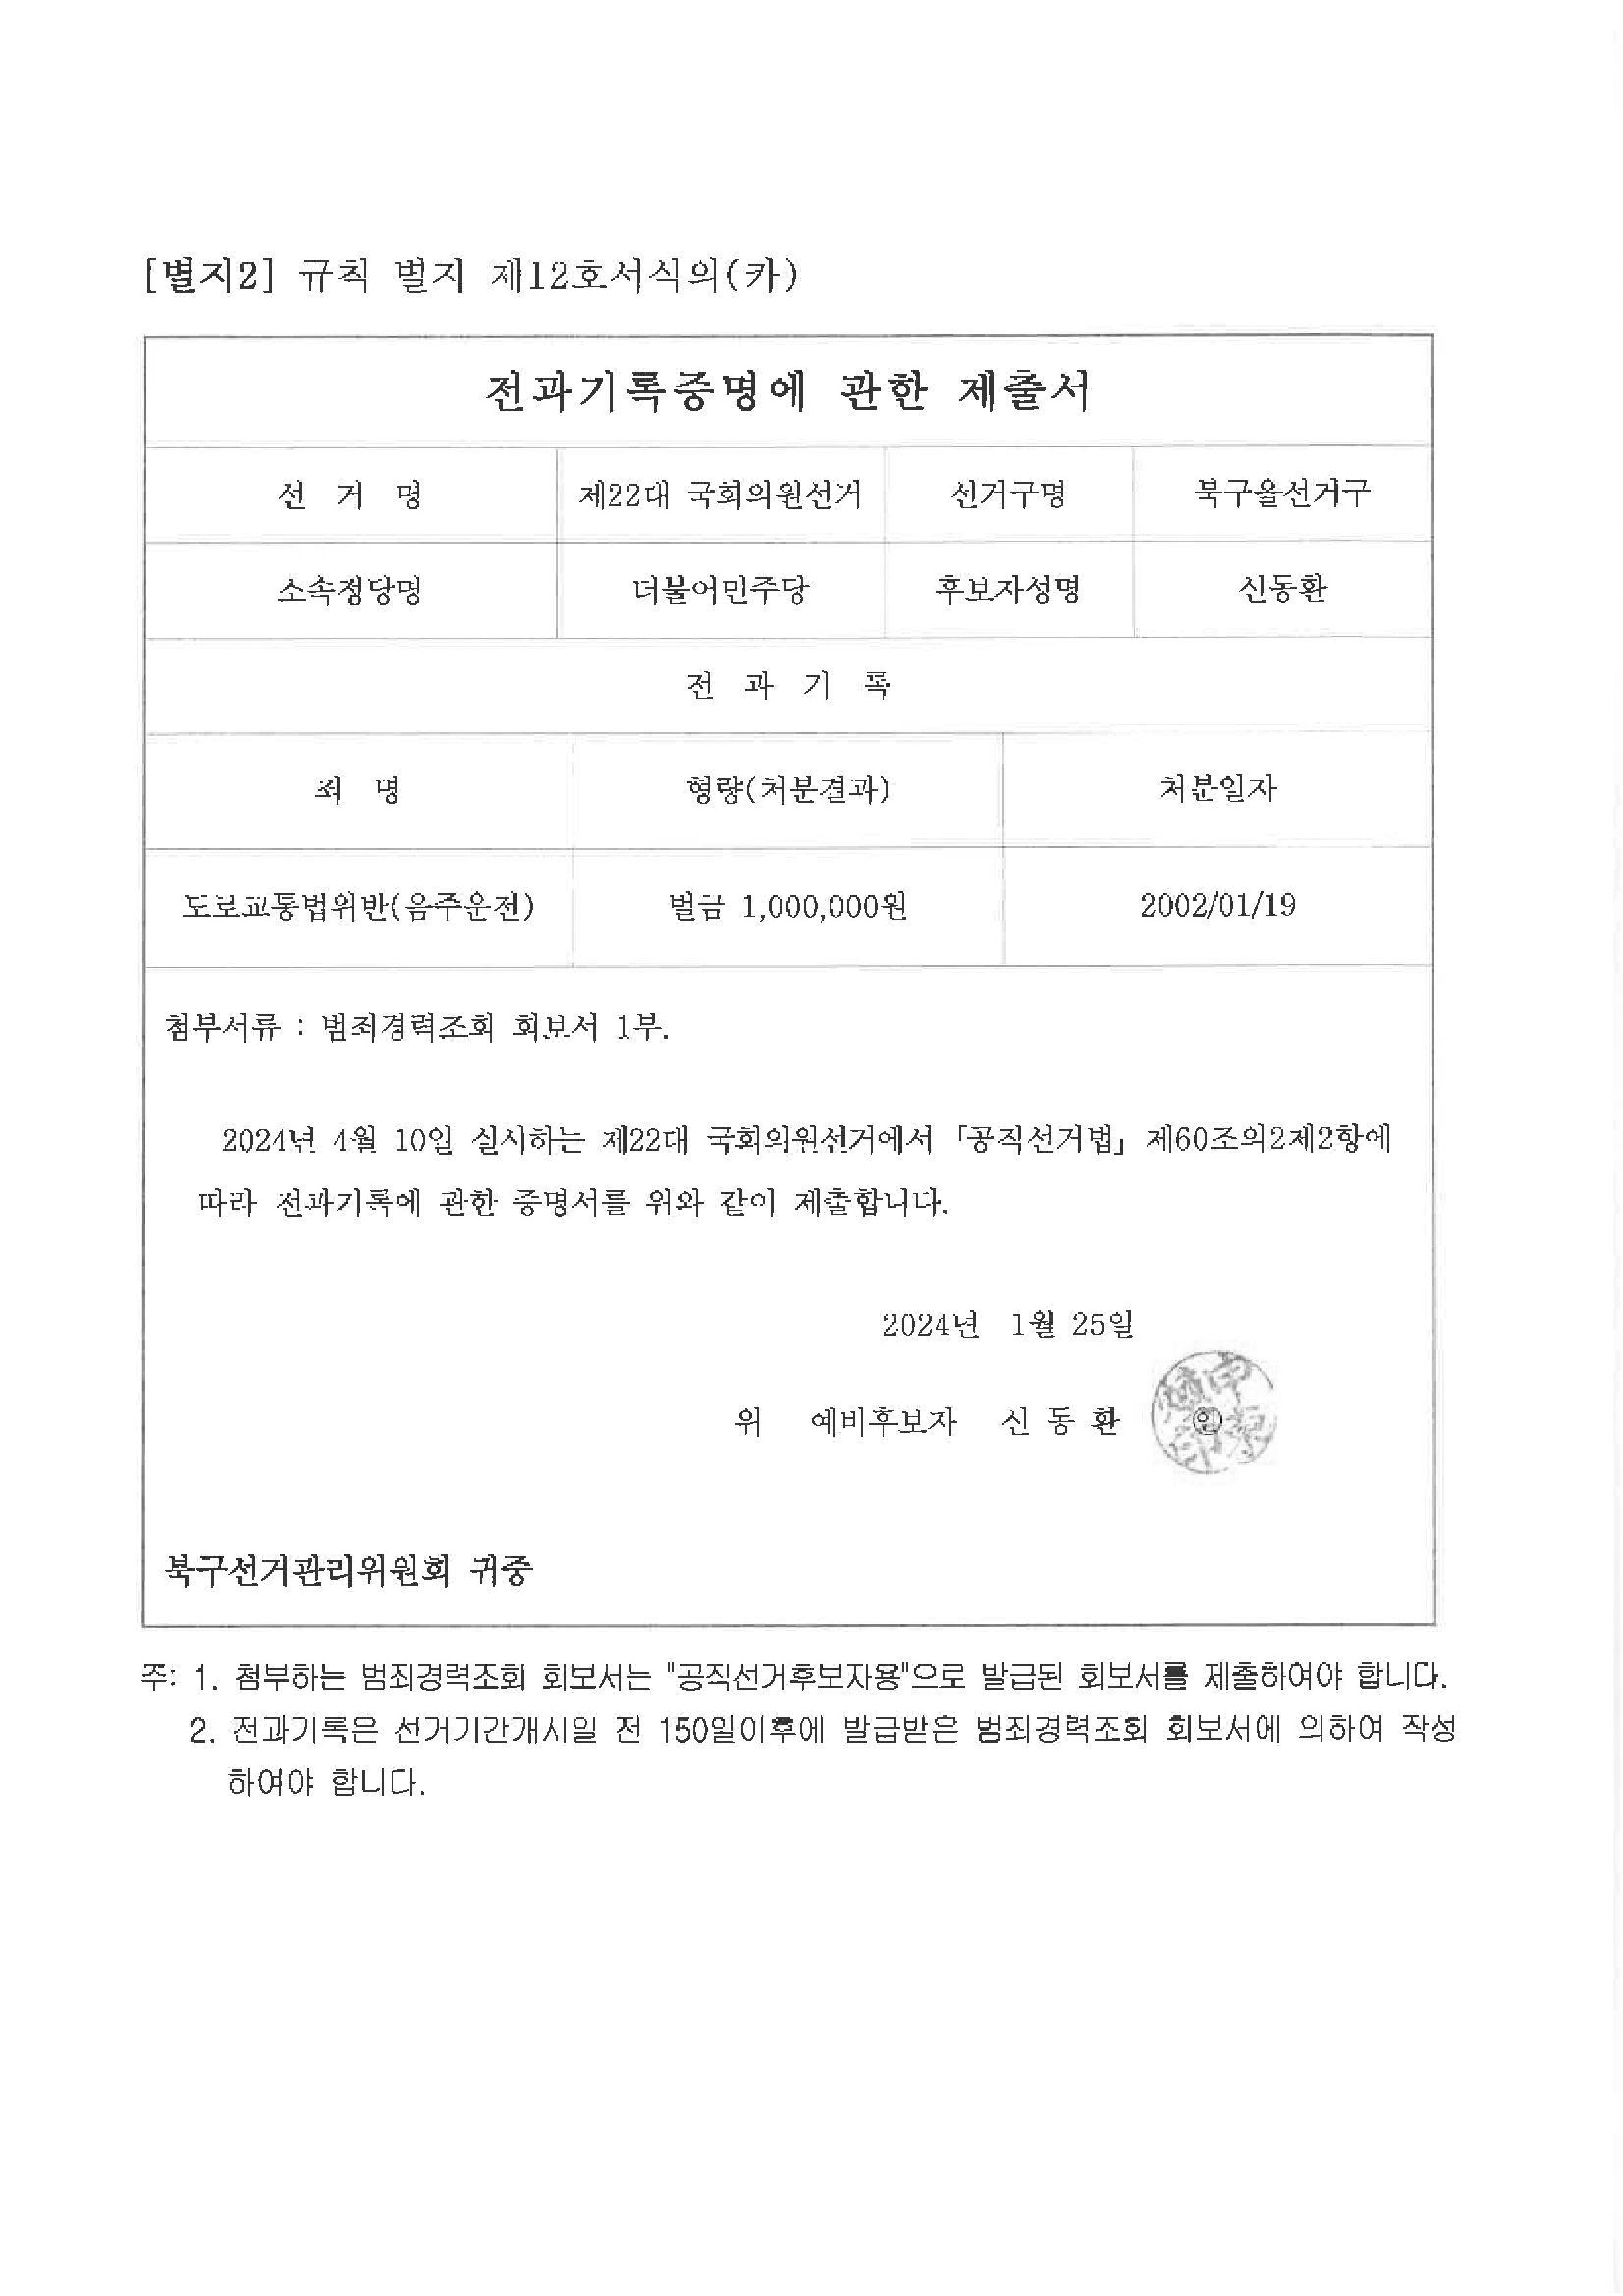 [별지2] 규칙 별지 제12호서식의(카)
전과기록증명에 관한 제출서
선 거 명 제22대 국회의원선거 선거구명 북구을선거구
소속정당명 더불어민주당 후보자성명 신동환
전 과 기 록
죄 명 형량(처분결과) 처분일자
도로교통법위반(음주운전) 벌금 1,000,000원 2002/01/19
첨부서류 : 범죄경력조회 회보서 1부.
2024년 4월 10일 실시하는 제22대 국회의원선거에서 「공직선거법」 제60조의2제2항에
따라 전과기록에 관한 증명서를 위와 같이 제출합니다.
2024년 1월 25일
위 예비후보자 신 동 환 ㊞
북구선거관리위원회 귀중
주: 1. 첨부하는 범죄경력조회 회보서는 "공직선거후보자용"으로 발급된 회보서를 제출하여야 합니다.
2. 전과기록은 선거기간개시일 전 150일이후에 발급받은 범죄경력조회 회보서에 의하여 작성
하여야 합니다.